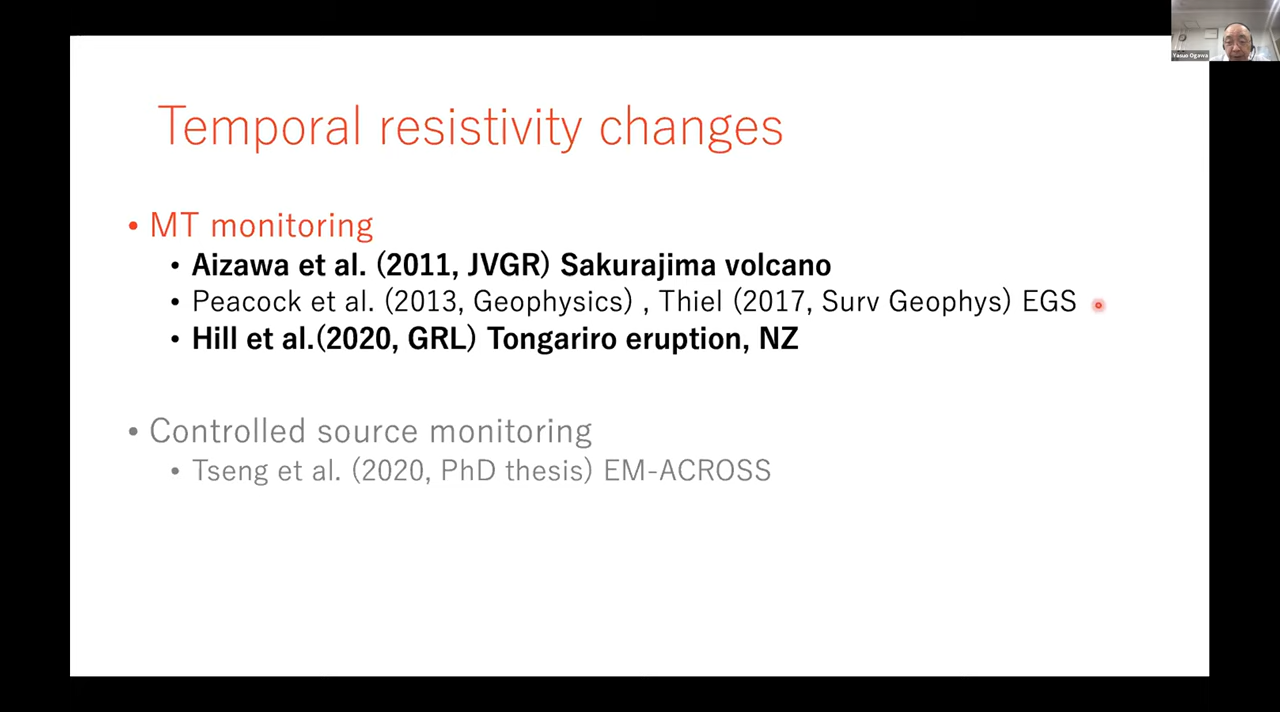 Temporal resistivity changes
• MT monitoring
• Aizawa et al. (2011, JVGR) Sakurajima volcano
• Peacock et al. (2013, Geophysics) , Thiel (2017, Surv Geophys) EGS
• Hill et al.(2020, GRL) Tongariro eruption, NZ
• Controlled source monitoring
• Tseng et al. (2020, PhD thesis) EM-ACROSS
Yasuo Ogawa